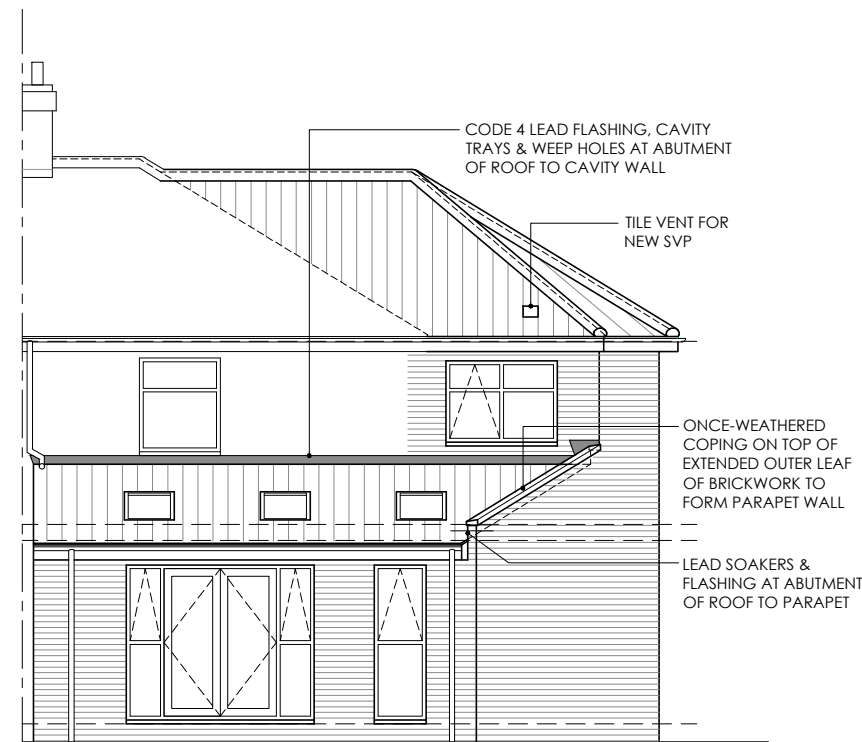 CODE 4 LEAD FLASHING, CAVITY
TRAYS & WEEP HOLES AT ABUTMENT
OF ROOF TO CAVITY WALL
TILE VENT FOR
NEW SVP
ONCE-WEATHERED
COPING ON TOP OF
EXTENDED OUTER LEAF
OF BRICKWORK TO
FORM PARAPET WALL
LEAD SOAKERS &
FLASHING AT ABUTMENT
OF ROOF TO PARAPET